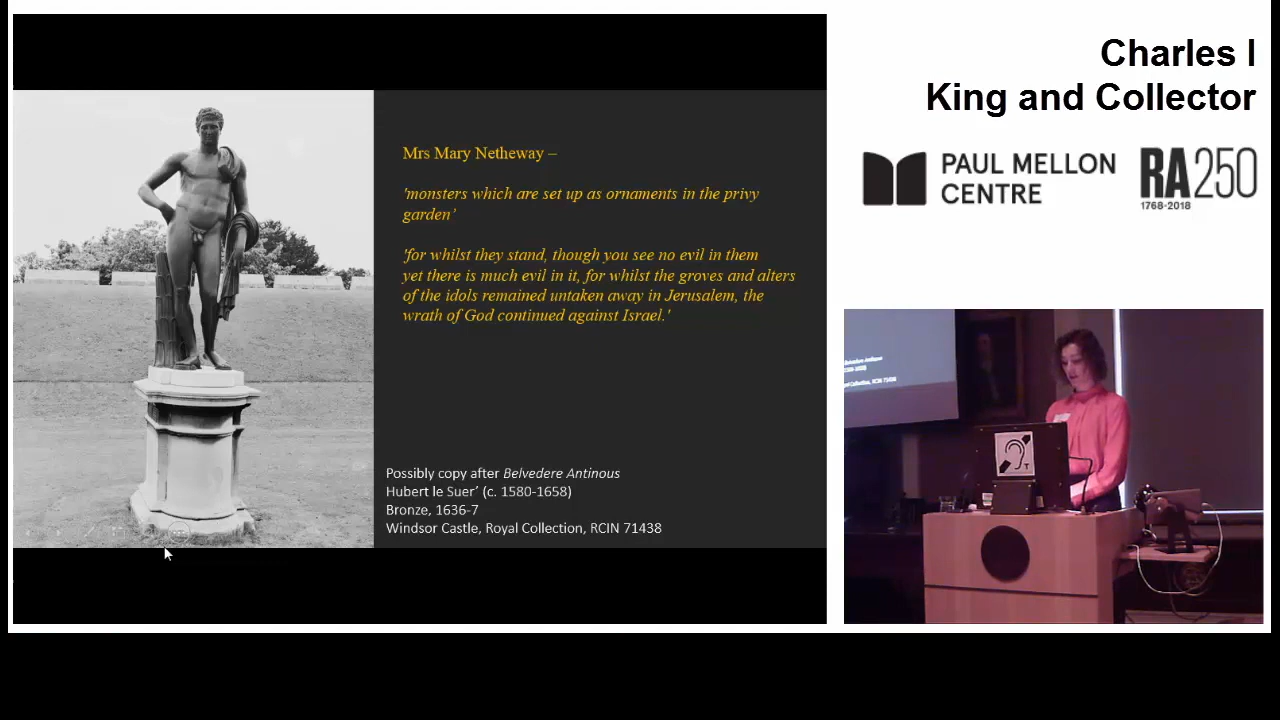 Charles I
King and Collector
PAUL MELLON
CENTRE
RA250
1768-2018
Mrs Mary Netheway –
'monsters which are set up as ornaments in the privy
garden’
'for whilst they stand, though you see no evil in them
yet there is much evil in it, for whilst the groves and alters
of the idols remained untaken away in Jerusalem, the
wrath of God continued against Israel.'
Possibly copy after Belvedere Antinous
Hubert le Suer’ (c. 1580-1658)
Bronze, 1636-7
Windsor Castle, Royal Collection, RCIN 71438
T